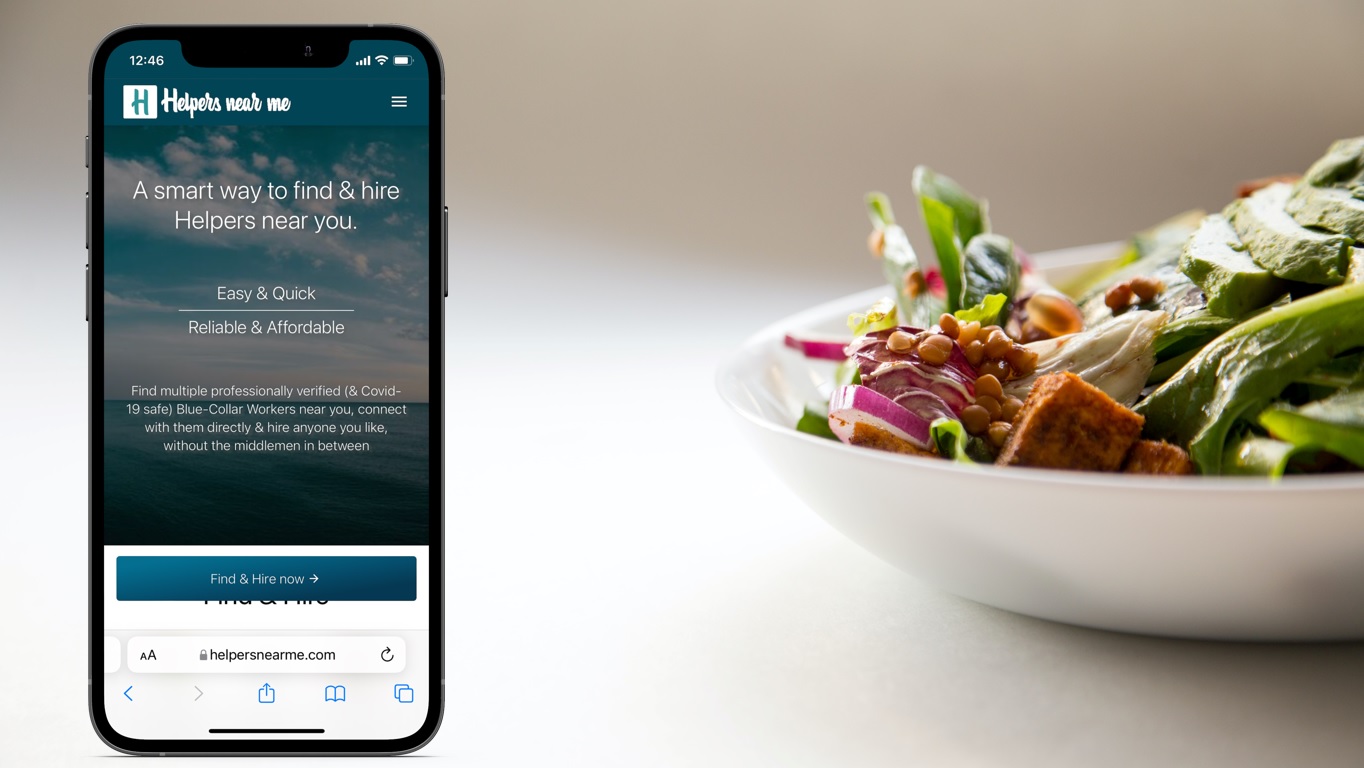 12:46
H Helpers near me
A smart way to find & hire
Helpers near you.
Easy & Quick
Reliable & Affordable
Find multiple professionally verified (& Covid-
19 safe) Blue-Collar Workers near you, connect
with them directly & hire anyone you like,
without the middlemen in between
Find & Hire now →
Find & Hire
AA helpersnearme.com